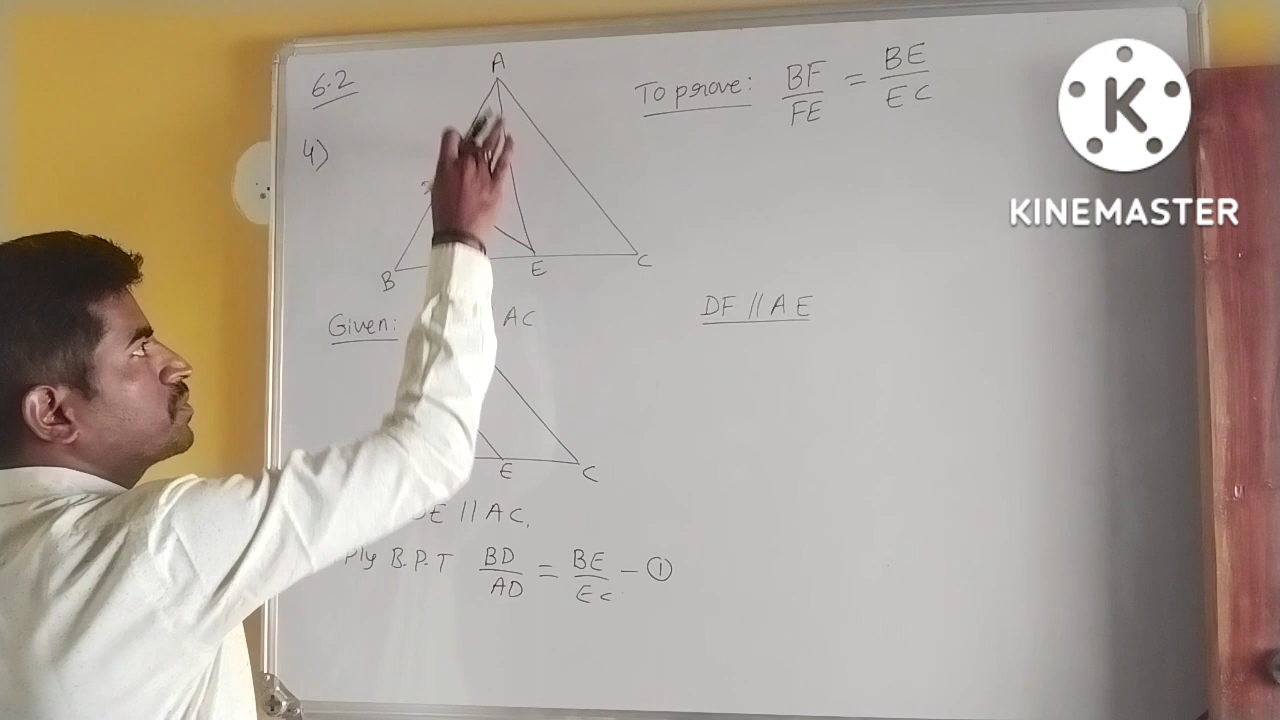 6.2
4)
A
B
E
C
To prove: BF/FE = BE/EC
Given: AC
DF // AE
E
C
DE // AC,
ply B.P.T BD/AD = BE/EC - ①
K
KINEMASTER